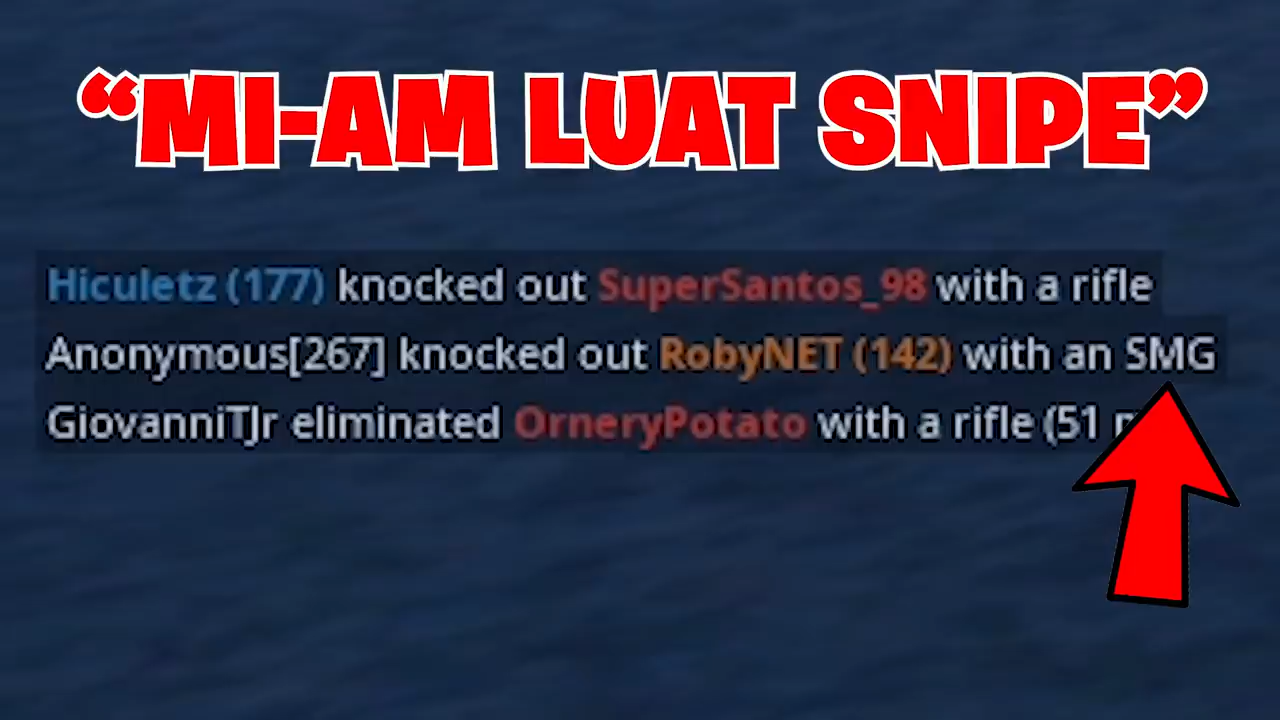 “MI-AM LUAT SNIPE”
Hiculetz (177) knocked out SuperSantos_98 with a rifle
Anonymous[267] knocked out RobyNET (142) with an SMG
GiovanniTJr eliminated OrneryPotato with a rifle (51